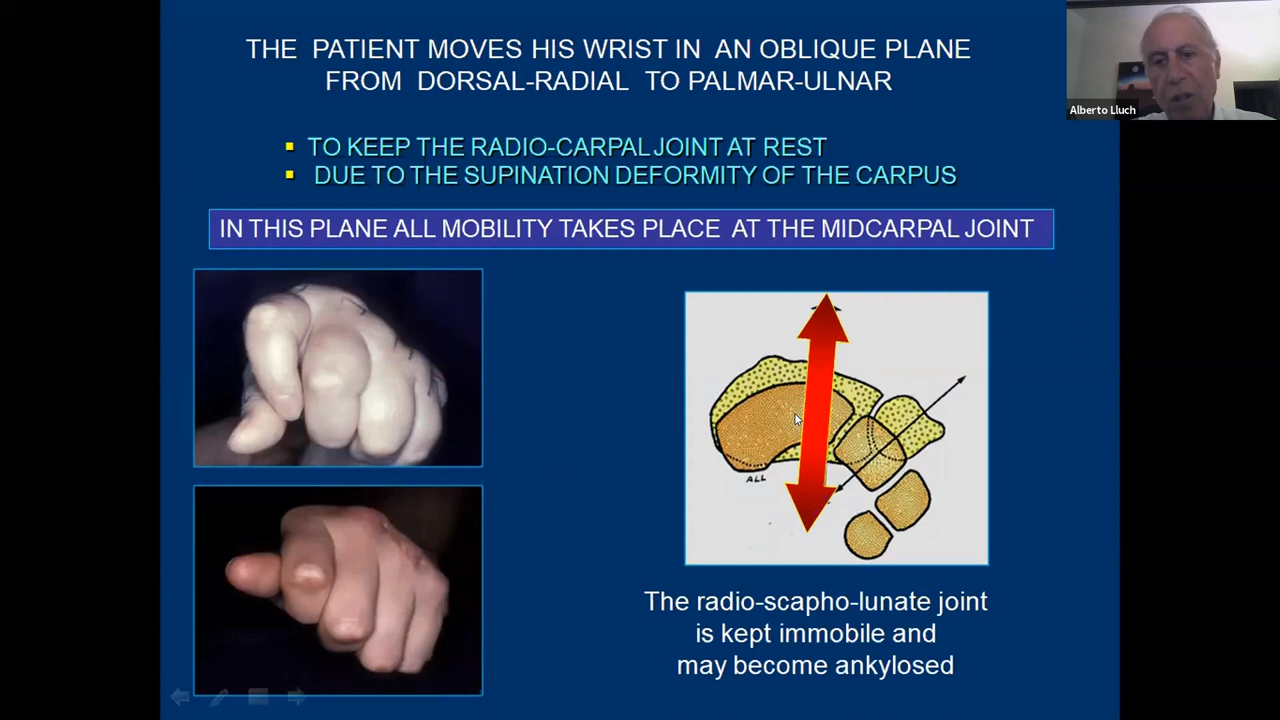 THE PATIENT MOVES HIS WRIST IN AN OBLIQUE PLANE
FROM DORSAL-RADIAL TO PALMAR-ULNAR
TO KEEP THE RADIO-CARPAL JOINT AT REST
DUE TO THE SUPINATION DEFORMITY OF THE CARPUS
IN THIS PLANE ALL MOBILITY TAKES PLACE AT THE MIDCARPAL JOINT
ALL
The radio-scapho-lunate joint
is kept immobile and
may become ankylosed
Alberto Lluch